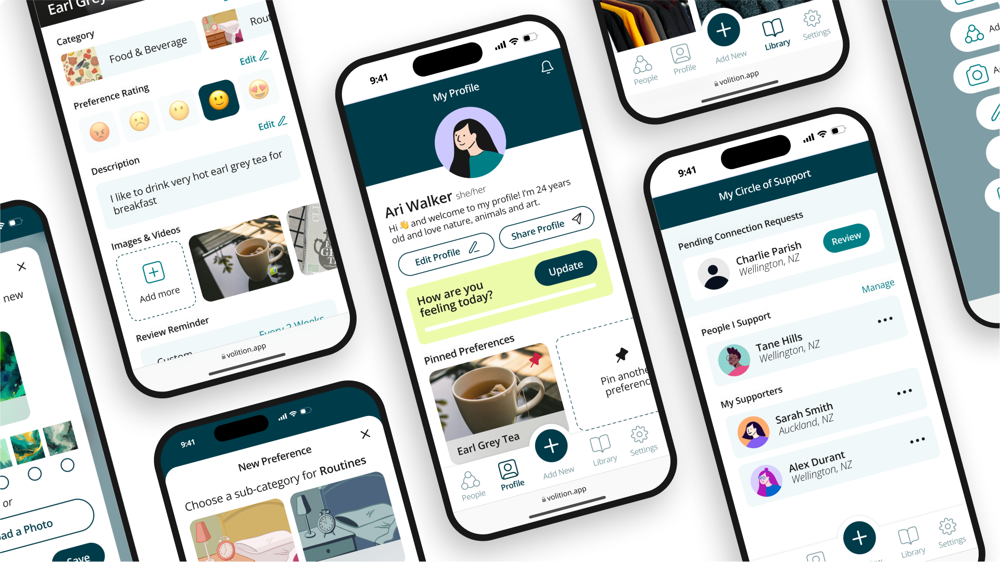 Earl Grey
Category
Food & Beverage
Edit
Preference Rating
Edit
Description
I like to drink very hot earl grey tea for
breakfast
Images & Videos
Add more
Review Reminder
Every 2 Weeks
Custom
volition.app
new
or
Save
9:41
New Preference
Choose a sub-category for Routines
9:41
My Profile
Ari Walker she/her
Hi 👋 and welcome to my profile! I'm 24 years
old and love nature, animals and art.
Edit Profile
Share Profile
How are you
feeling today?
Update
Pinned Preferences
Earl Grey Tea
Pin another
preference
People
Profile
Add New
Library
Settings
volition.app
People
Profile
Add New
Library
Settings
volition.app
9:41
My Circle of Support
Pending Connection Requests
Charlie Parish
Wellington, NZ
Review
Manage
People I Support
Tane Hills
Wellington, NZ
My Supporters
Sarah Smith
Auckland, NZ
Alex Durant
Wellington, NZ
Library
Settings